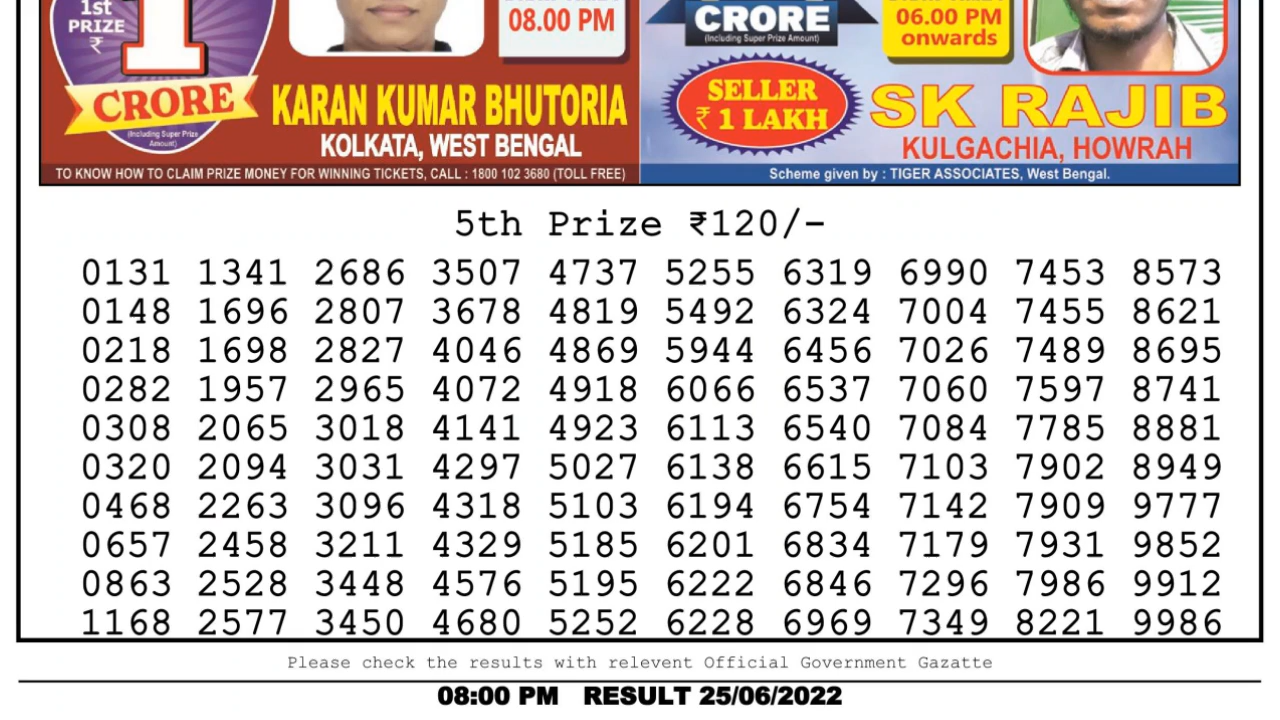 1st
PRIZE
₹
1
CRORE
(Including Super Prize
Amount)
08.00 PM
KARAN KUMAR BHUTORIA
KOLKATA, WEST BENGAL
TO KNOW HOW TO CLAIM PRIZE MONEY FOR WINNING TICKETS, CALL : 1800 102 3680 (TOLL FREE)
CRORE
(Including Super Prize Amount)
06.00 PM
onwards
SELLER
₹ 1 LAKH
SK RAJIB
KULGACHIA, HOWRAH
Scheme given by : TIGER ASSOCIATES, West Bengal.
5th Prize ₹120/-
0131 1341 2686 3507 4737 5255 6319 6990 7453 8573
0148 1696 2807 3678 4819 5492 6324 7004 7455 8621
0218 1698 2827 4046 4869 5944 6456 7026 7489 8695
0282 1957 2965 4072 4918 6066 6537 7060 7597 8741
0308 2065 3018 4141 4923 6113 6540 7084 7785 8881
0320 2094 3031 4297 5027 6138 6615 7103 7902 8949
0468 2263 3096 4318 5103 6194 6754 7142 7909 9777
0657 2458 3211 4329 5185 6201 6834 7179 7931 9852
0863 2528 3448 4576 5195 6222 6846 7296 7986 9912
1168 2577 3450 4680 5252 6228 6969 7349 8221 9986
Please check the results with relevent Official Government Gazatte
08:00 PM RESULT 25/06/2022